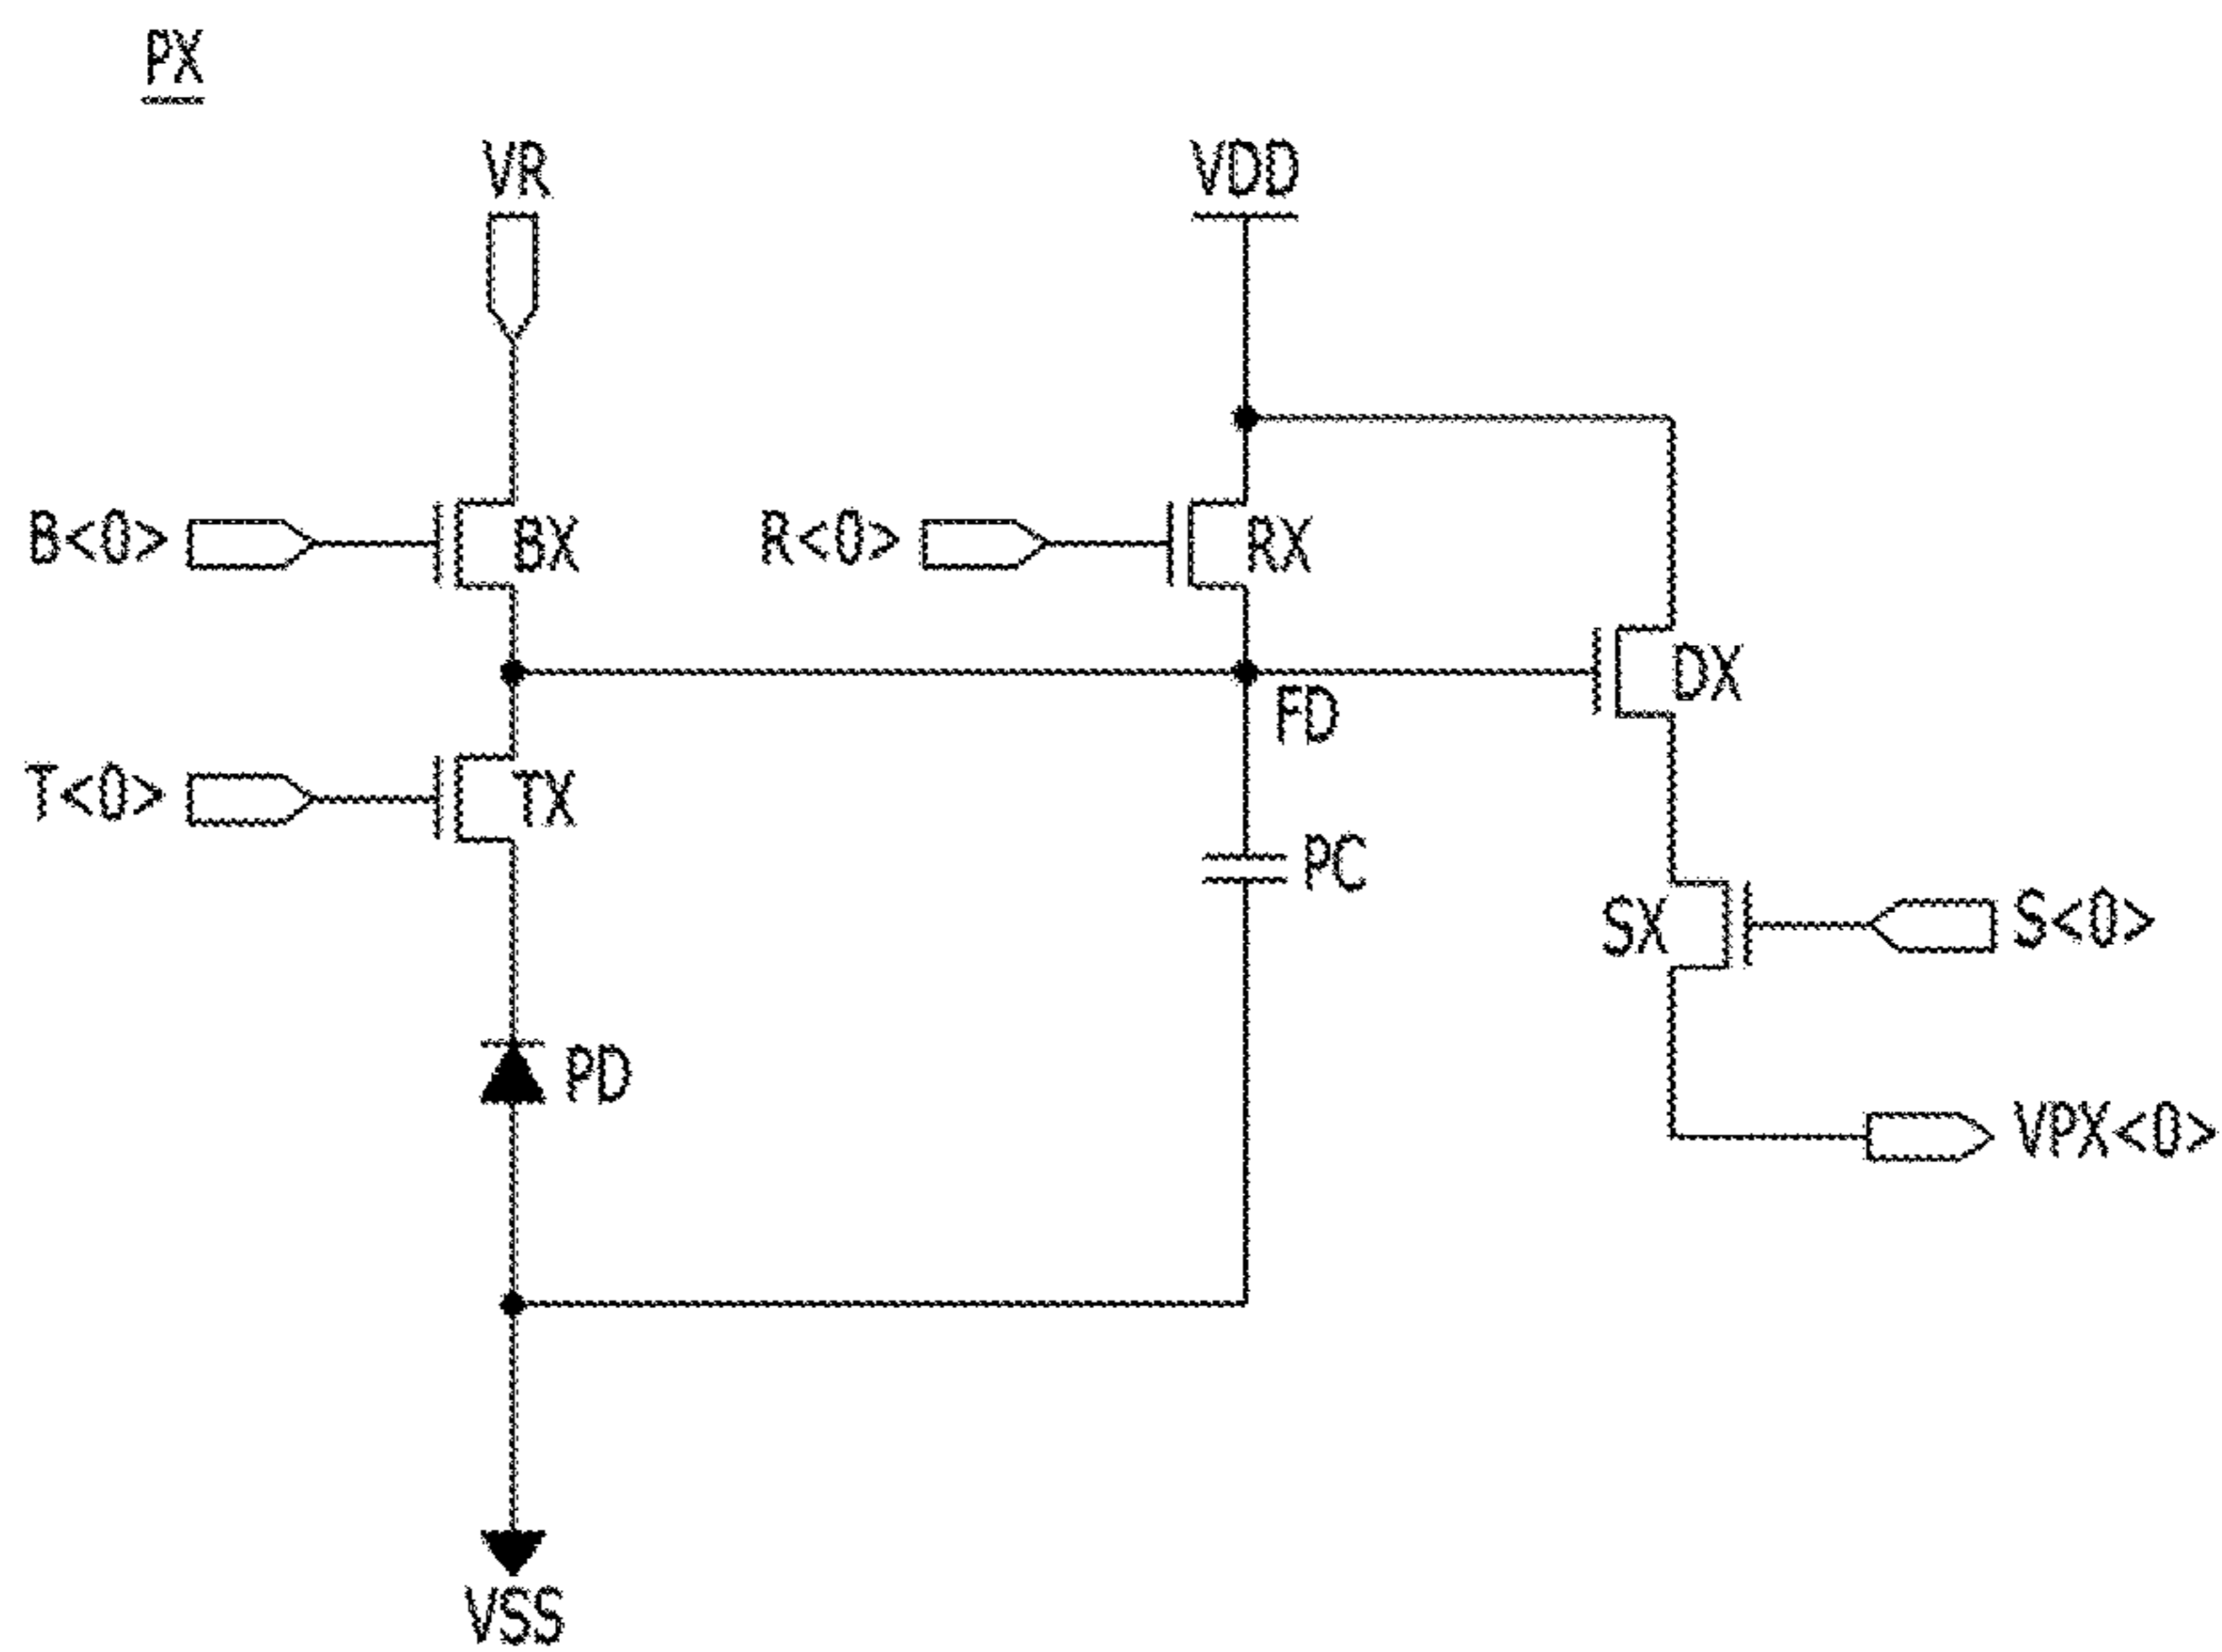 PX
VR
VDD
B<0>
BX
R<0>
RX
DX
FD
T<0>
TX
PC
SX
S<0>
PD
VPX<0>
VSS